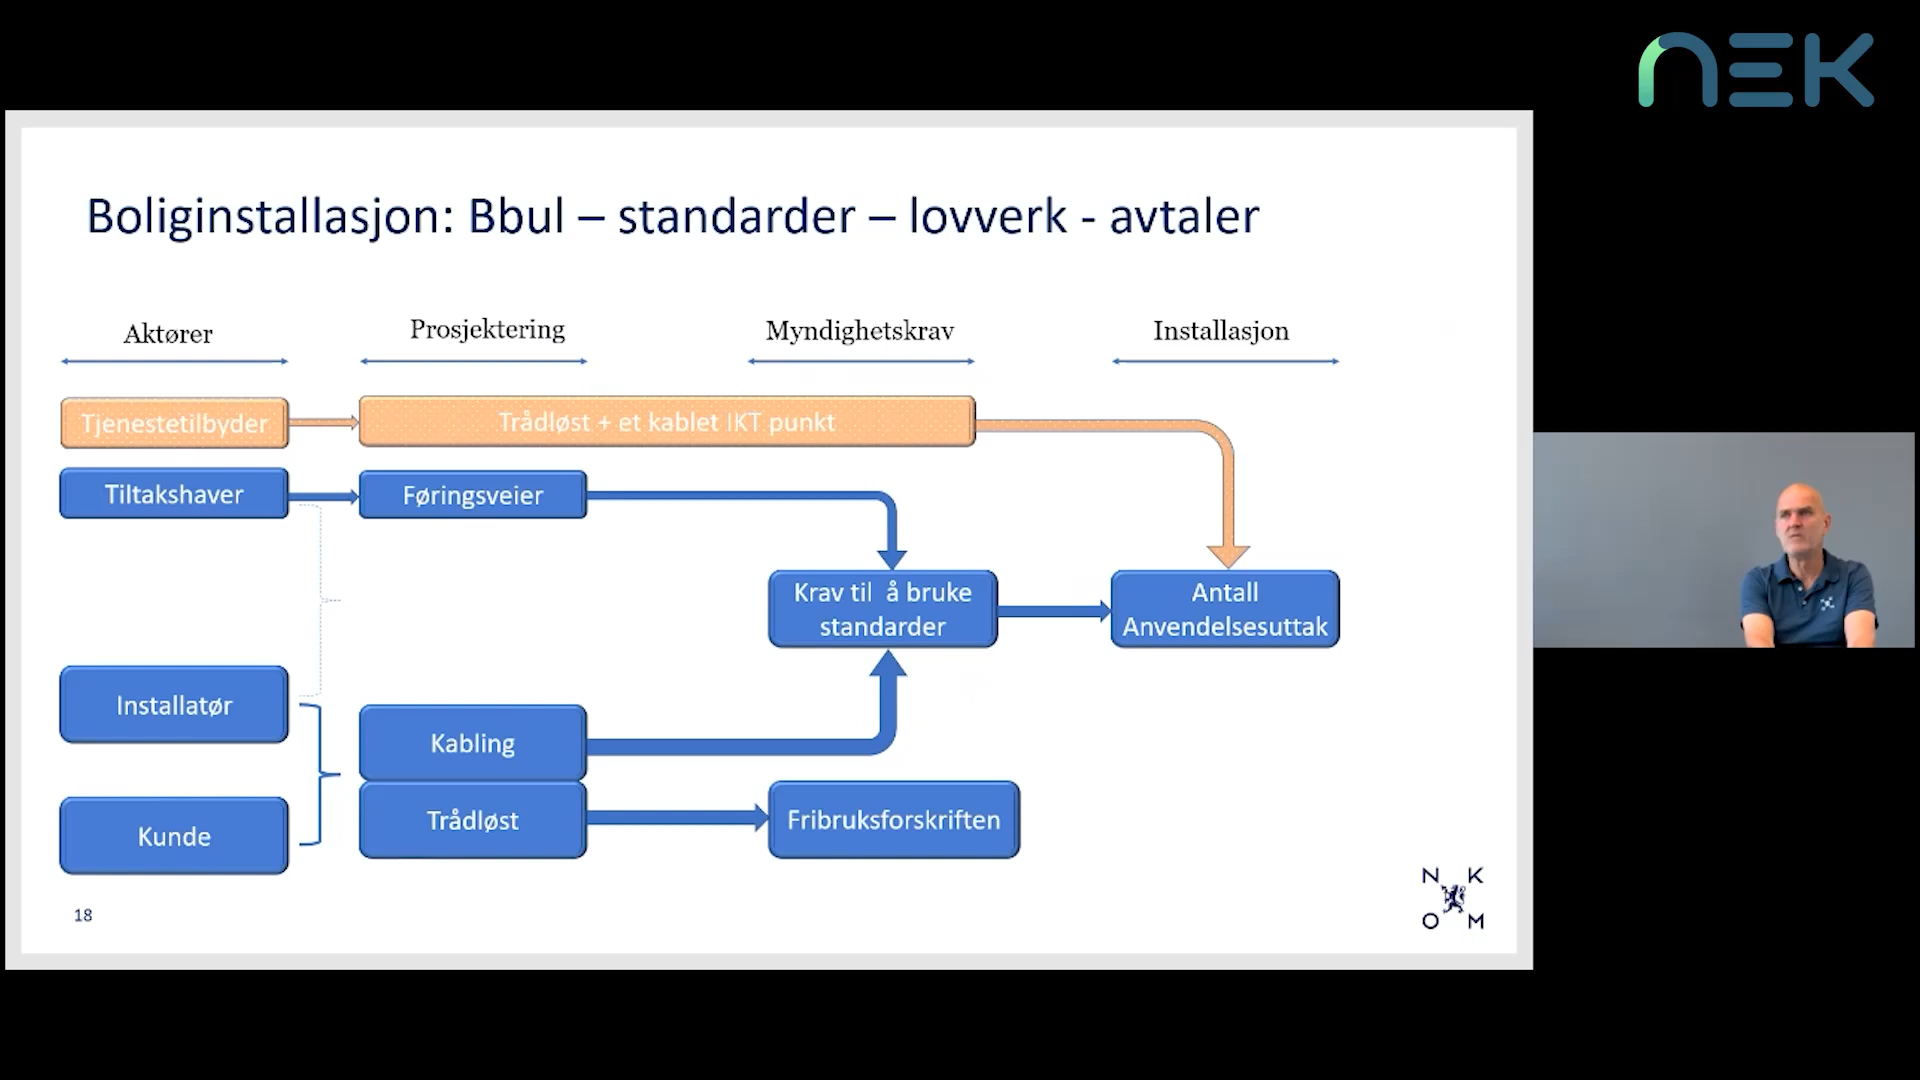 NEK
Boliginstallasjon: Bbul – standarder – lovverk - avtaler
Aktører
Prosjektering
Myndighetskrav
Installasjon
Tjenestetilbyder
Trådløst + et kablet IKT punkt
Tiltakshaver
Føringsveier
Krav til å bruke
standarder
Antall
Anvendelsesuttak
Installatør
Kabling
Kunde
Trådløst
Fribruksforskriften
18
N K
O M